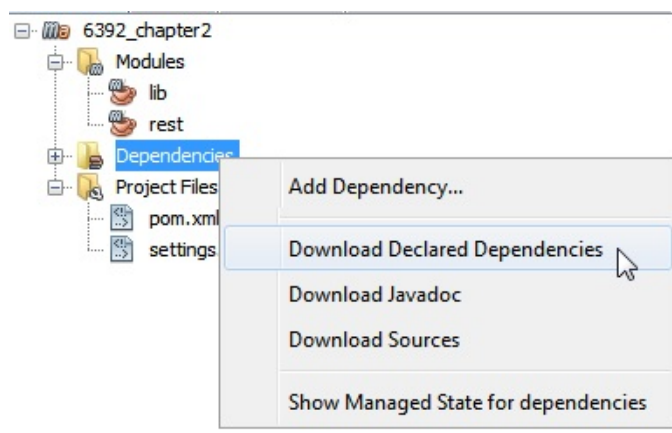 6392_chapter2
Modules
lib
rest
Dependencies
Project Files
pom.xml
settings
Add Dependency...
Download Declared Dependencies
Download Javadoc
Download Sources
Show Managed State for dependencies